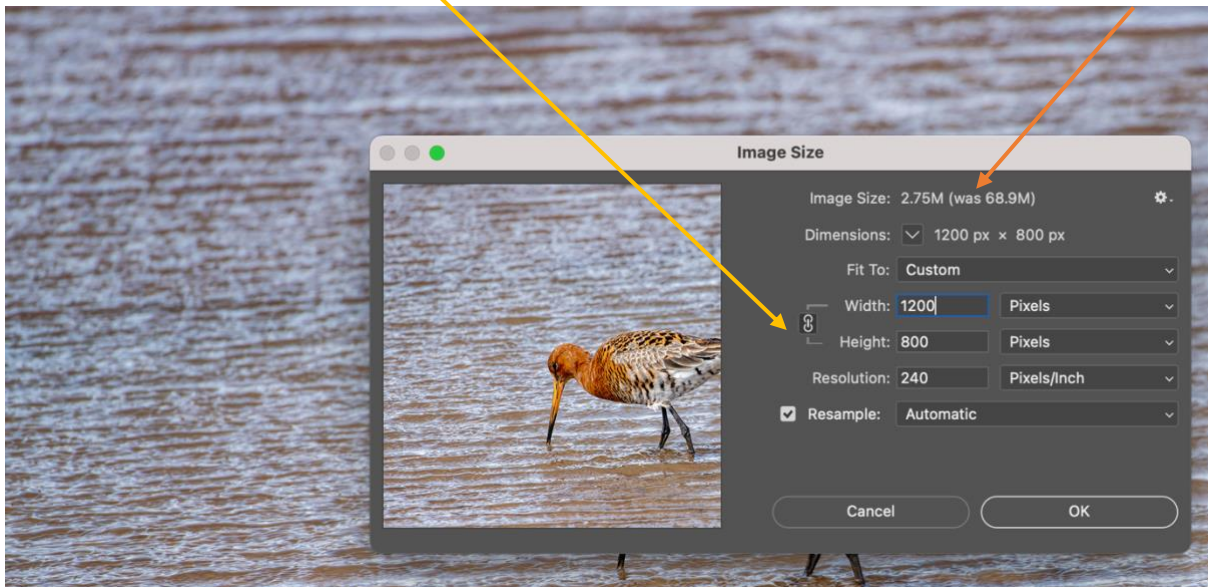 Image Size
Image Size: 2.75M (was 68.9M)
Dimensions: 1200 px × 800 px
Fit To: Custom
Width: 1200 Pixels
Height: 800 Pixels
Resolution: 240 Pixels/Inch
Resample: Automatic
Cancel OK